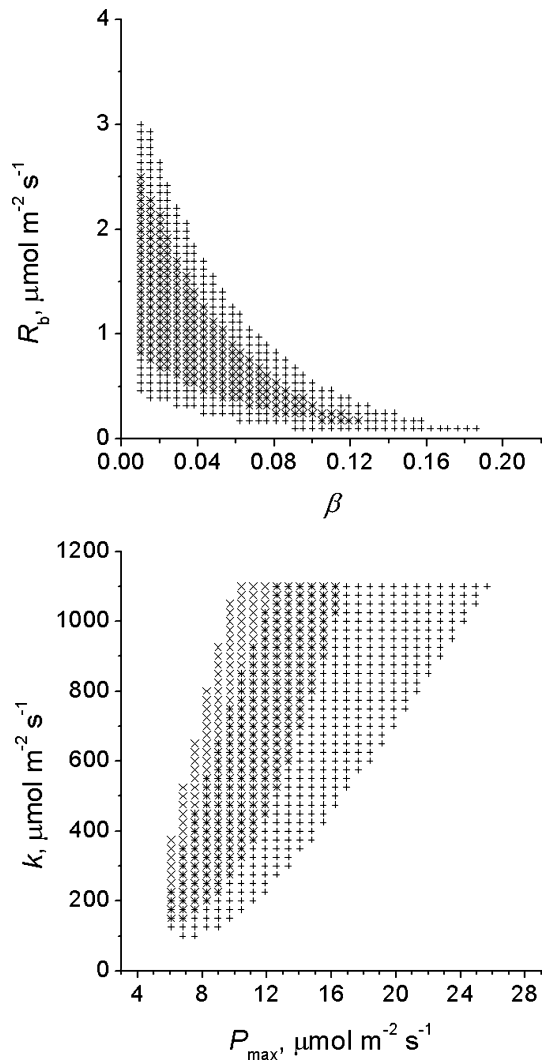 4
3
2
1
0
R_b, μmol m⁻² s⁻¹
0.00 0.04 0.08 0.12 0.16 0.20
β
1200
1000
800
600
400
200
0
k, μmol m⁻² s⁻¹
4 8 12 16 20 24 28
P_max, μmol m⁻² s⁻¹